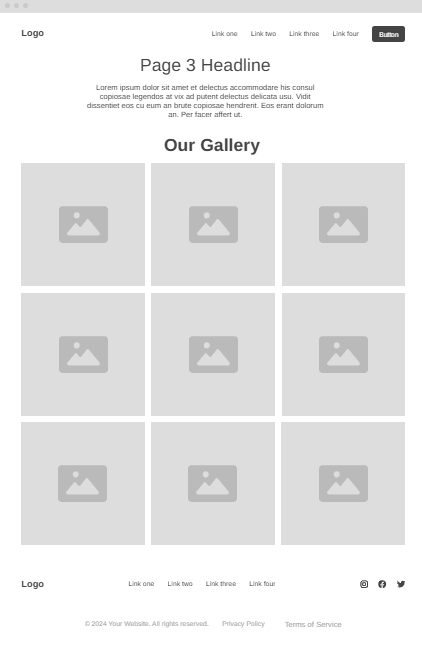 Logo
Link one Link two Link three Link four Button
Page 3 Headline
Lorem ipsum dolor sit amet et delectus accommodare his consul
copiosae legendos at vix ad putent delectus delicata usu. Vidit
dissentiet eos cu eum an brute copiosae hendrerit. Eos erant dolorum
an. Per facer affert ut.
Our Gallery
Logo
Link one Link two Link three Link four
© 2024 Your Website. All rights reserved. Privacy Policy Terms of Service